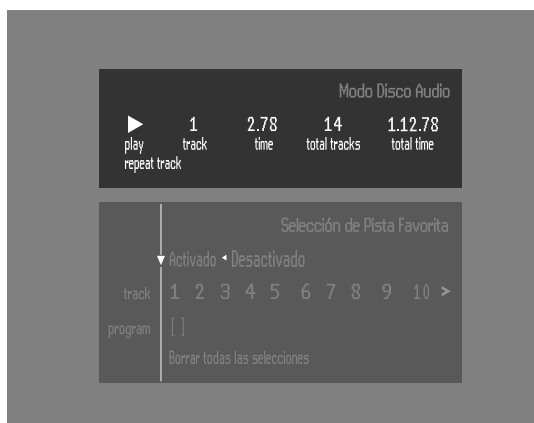 Modo Disco Audio
1 2.78 14 1.12.78
play track time total tracks total time
repeat track
Selección de Pista Favorita
Activado Desactivado
track 1 2 3 4 5 6 7 8 9 10 >
program [ ]
Borrar todas las selecciones